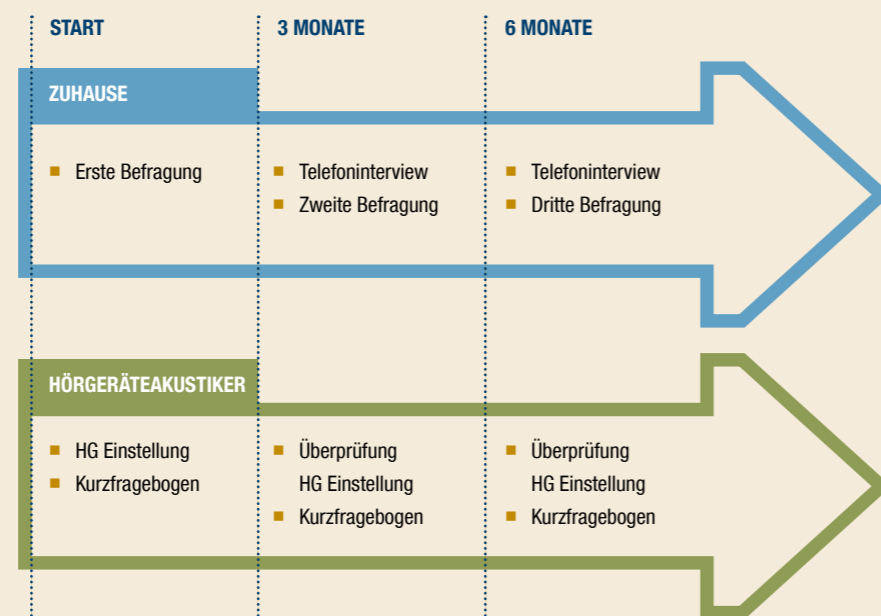 START
3 MONATE
6 MONATE
ZUHAUSE
Erste Befragung
Telefoninterview
Zweite Befragung
Telefoninterview
Dritte Befragung
HÖRGERÄTEAKUSTIKER
HG Einstellung
Kurzfragebogen
Überprüfung
HG Einstellung
Kurzfragebogen
Überprüfung
HG Einstellung
Kurzfragebogen